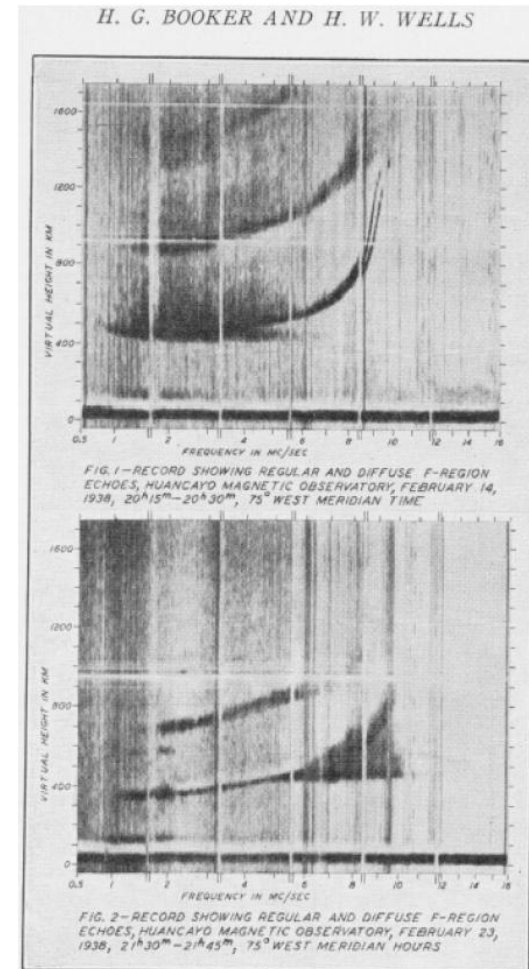 H. G. BOOKER AND H. W. WELLS
1600
1200
800
400
0
VIRTUAL HEIGHT IN KM
0.5 1 2 4 6 8 10 12 14 16
FREQUENCY IN MC/SEC
FIG. 1—RECORD SHOWING REGULAR AND DIFFUSE F-REGION
ECHOES, HUANCAYO MAGNETIC OBSERVATORY, FEBRUARY 14,
1938, 20ʰ15ᵐ—20ʰ30ᵐ, 75° WEST MERIDIAN TIME
1600
1200
800
400
0
VIRTUAL HEIGHT IN KM
0.5 1 2 4 6 8 10 12 14 16
FREQUENCY IN MC/SEC
FIG. 2—RECORD SHOWING REGULAR AND DIFFUSE F-REGION
ECHOES, HUANCAYO MAGNETIC OBSERVATORY, FEBRUARY 23,
1938, 21ʰ30ᵐ—21ʰ45ᵐ, 75° WEST MERIDIAN HOURS